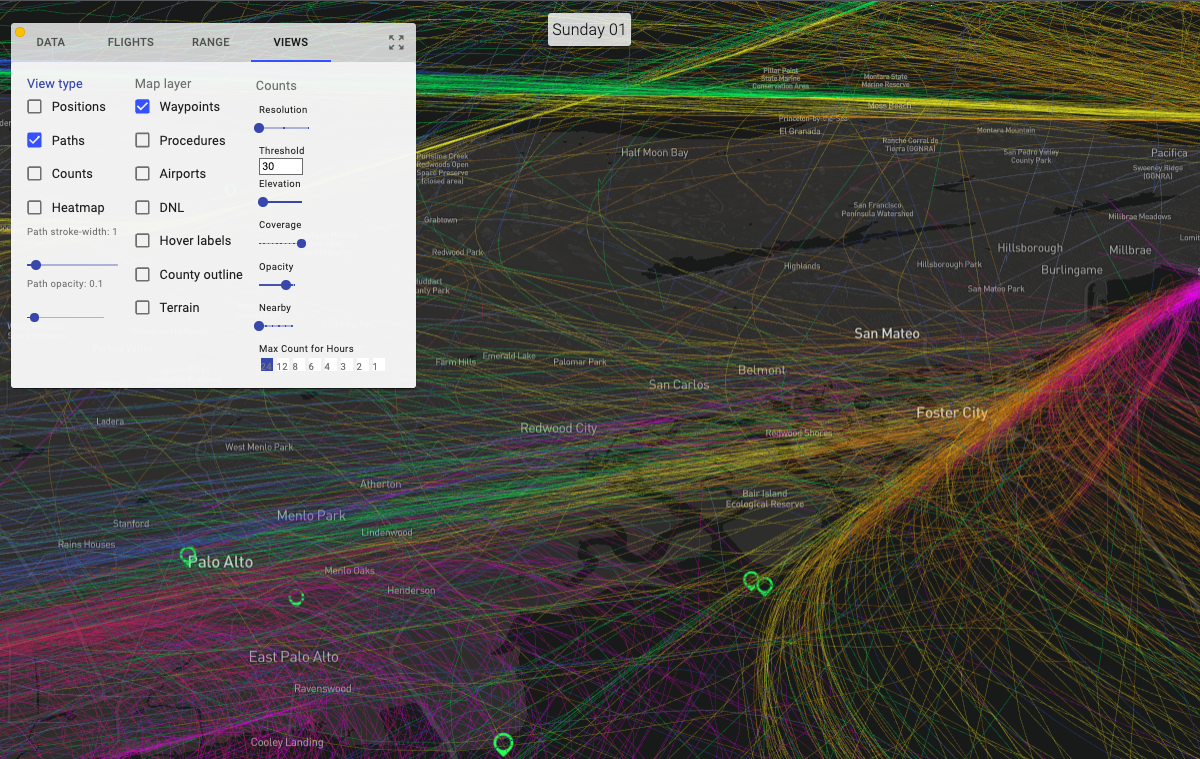 Sunday 01
DATA
FLIGHTS
RANGE
VIEWS
View type
Positions
Paths
Counts
Heatmap
Path stroke-width: 1
Path opacity: 0.1
Map layer
Waypoints
Procedures
Airports
DNL
Hover labels
County outline
Terrain
Counts
Resolution
Threshold
30
Elevation
Coverage
Opacity
Nearby
Max Count for Hours
24 12 8 6 4 3 2 1
Pillar Point
State Marine
Conservation Area
Montara State
Marine Reserve
Moss Beach
Princeton-by-the-Sea
El Granada
Montara Mountain
Rancho Corral de
Tierra (GGNRA)
Half Moon Bay
San Pedro Valley
County Park
Pacifica
Sweeney Ridge
(GGNRA)
Purisima Creek
Redwoods Open
Space Preserve
(closed area)
San Francisco
Peninsula Watershed
Grabtown
Millbrae Meadows
Lomit
Redwood Park
Hillsborough
Millbrae
Highlands
Hillsborough Park
Burlingame
uddart
unty Park
San Mateo Park
San Mateo
Farm Hills
Emerald Lake
Palomar Park
Belmont
San Carlos
Foster City
Ladera
Redwood City
Redwood Shores
West Menlo Park
Atherton
Bair Island
Ecological Reserve
Menlo Park
Stanford
Lindenwood
Rains Houses
Palo Alto
Menlo Oaks
Henderson
East Palo Alto
Ravenswood
Cooley Landing